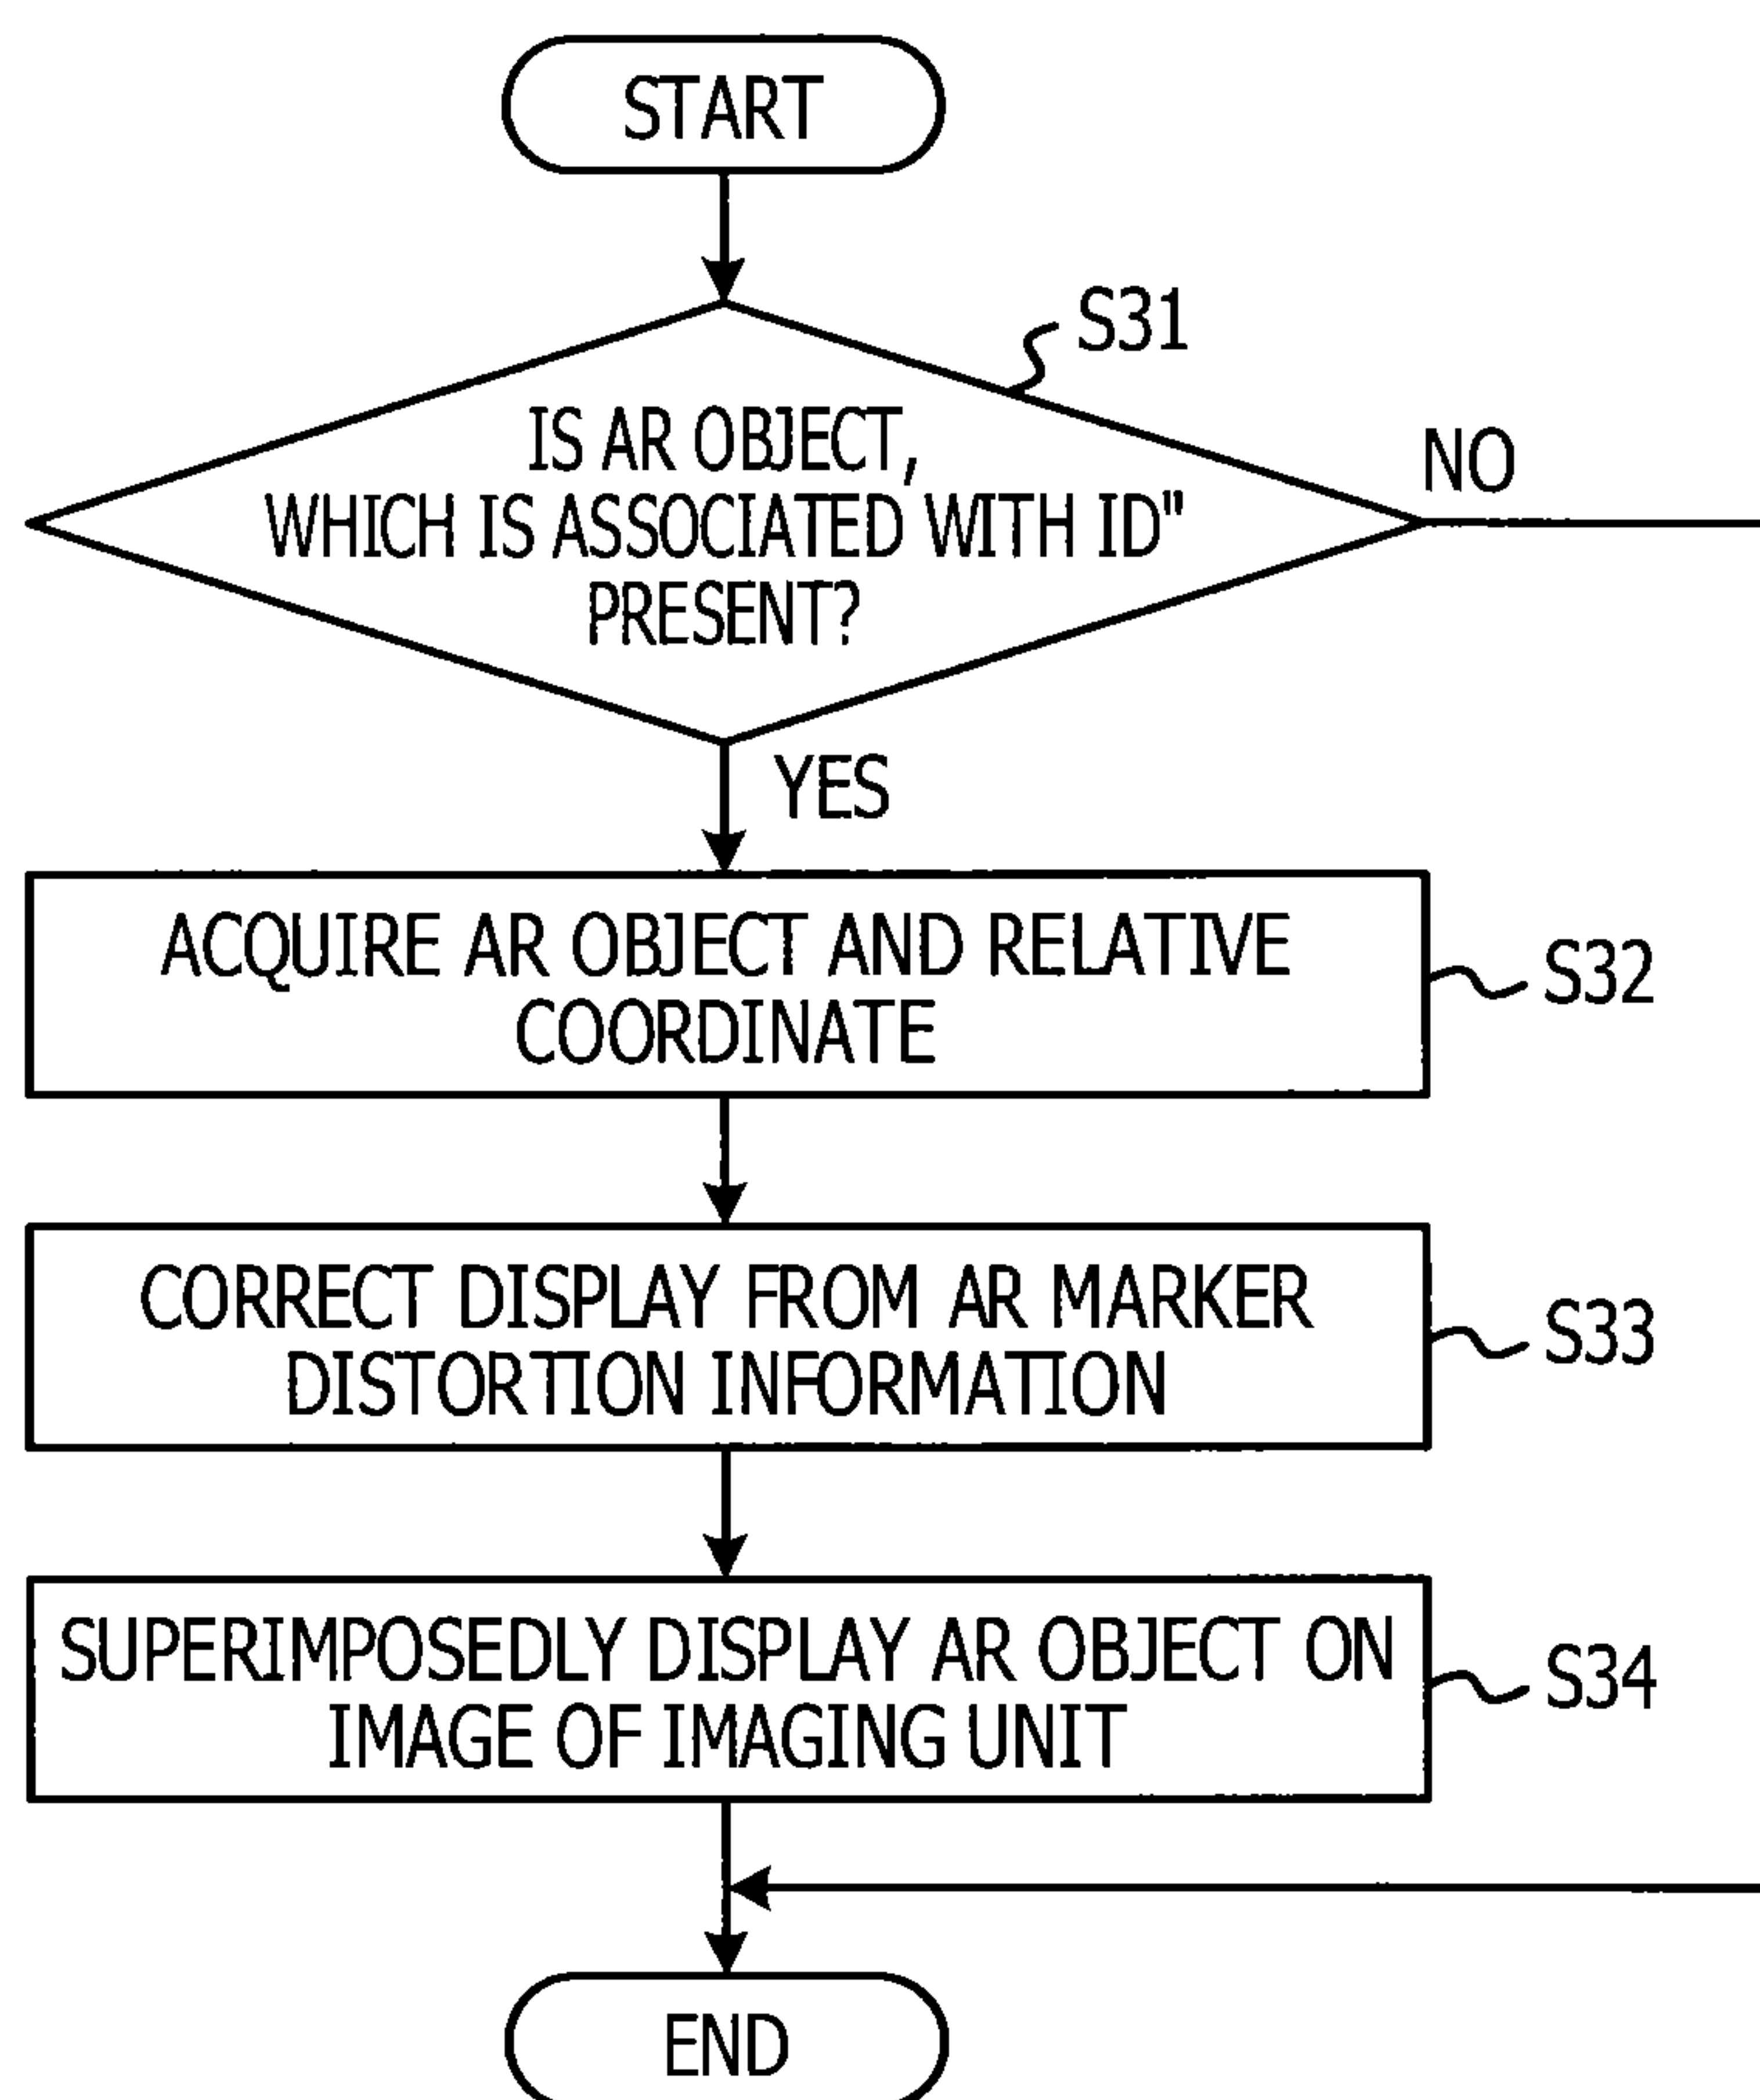 START
S31
IS AR OBJECT,
WHICH IS ASSOCIATED WITH ID"
PRESENT?
NO
YES
ACQUIRE AR OBJECT AND RELATIVE
COORDINATE
S32
CORRECT DISPLAY FROM AR MARKER
DISTORTION INFORMATION
S33
SUPERIMPOSEDLY DISPLAY AR OBJECT ON
IMAGE OF IMAGING UNIT
S34
END